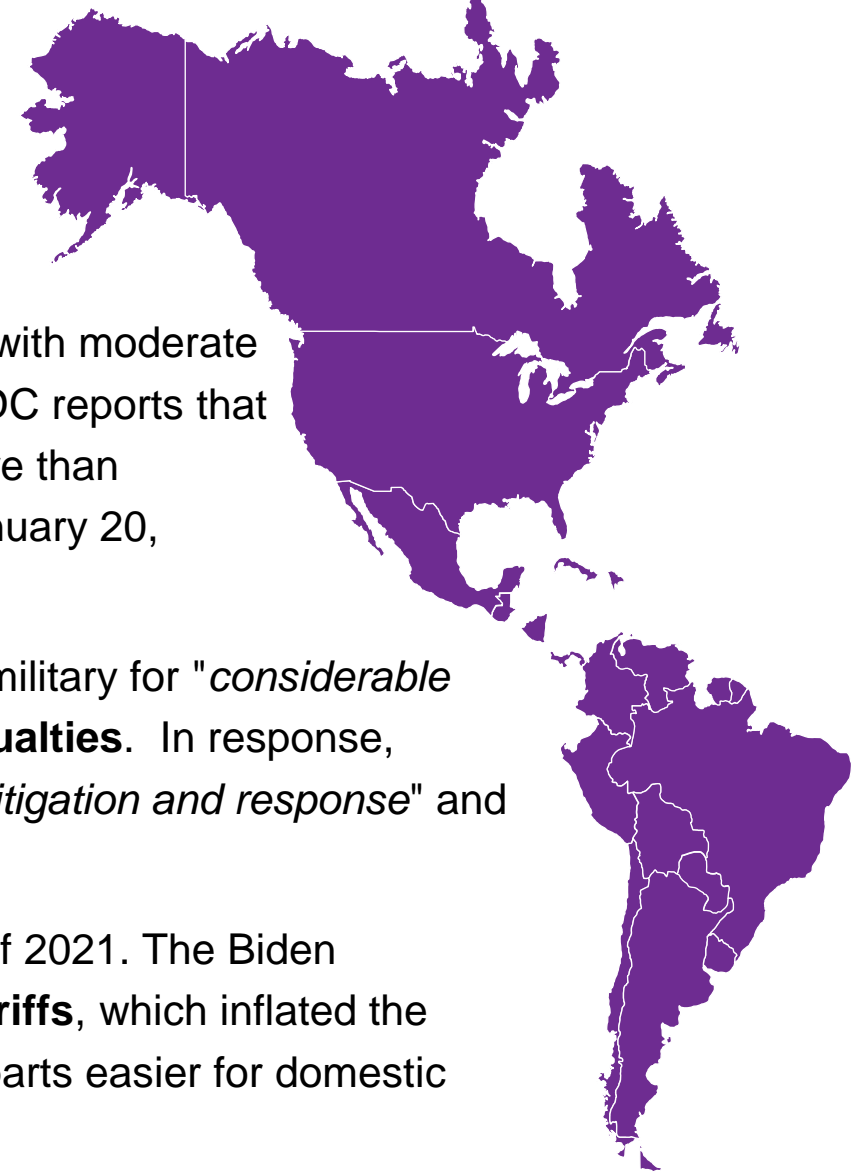 with moderate
DC reports that
e than
nuary 20,
military for "considerable
ualties. In response,
itigation and response" and
f 2021. The Biden
riffs, which inflated the
parts easier for domestic